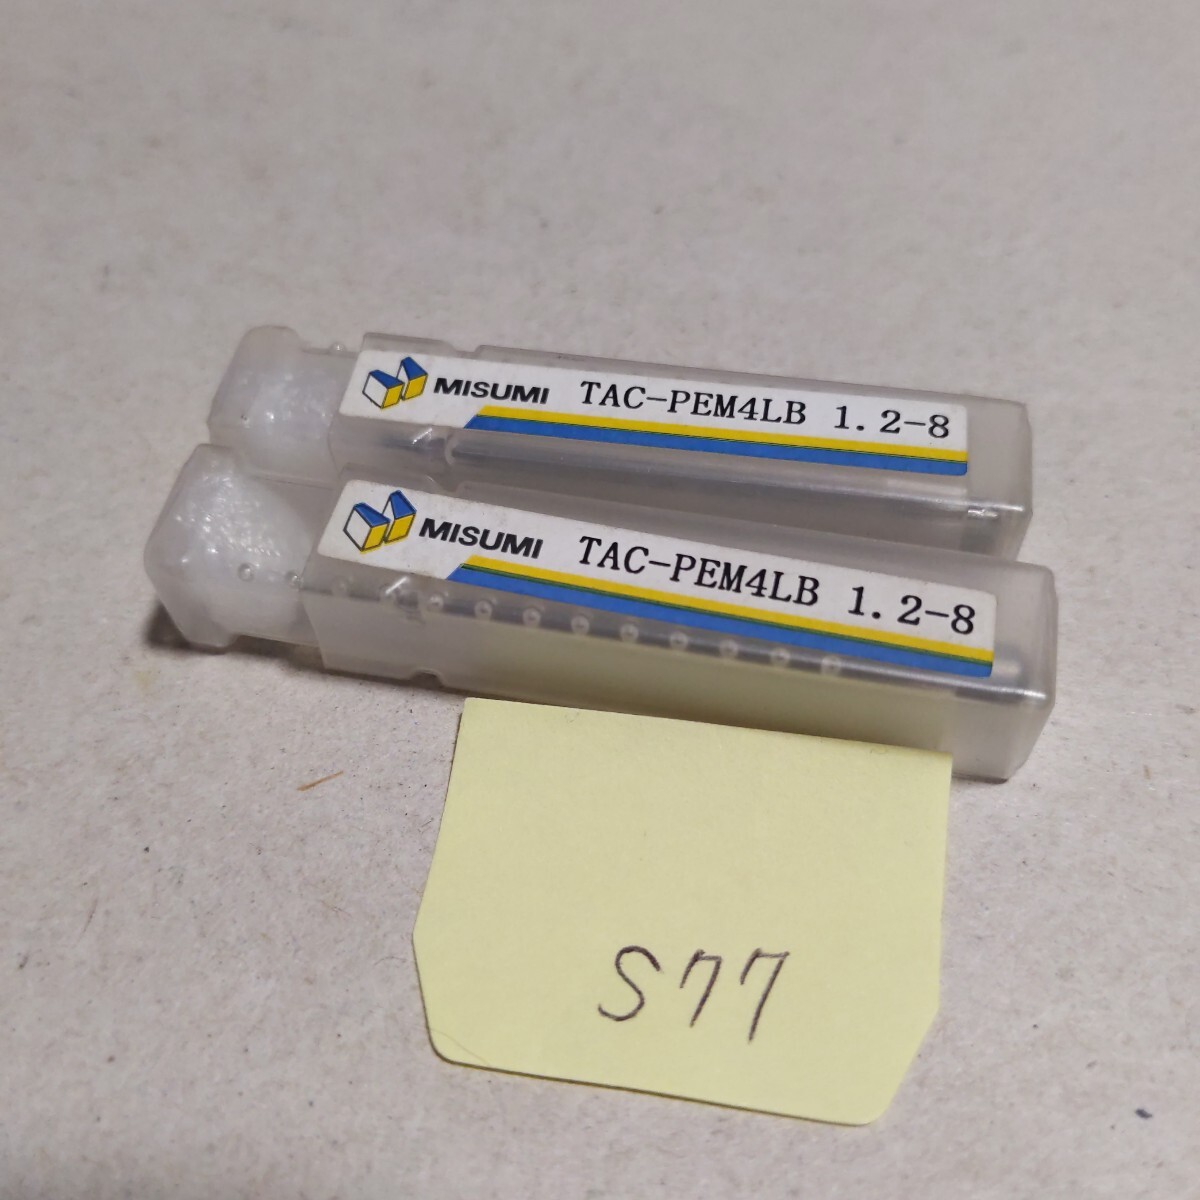 MISUMI TAC-PEM4LB 1.2-8
MISUMI TAC-PEM4LB 1.2-8
S77